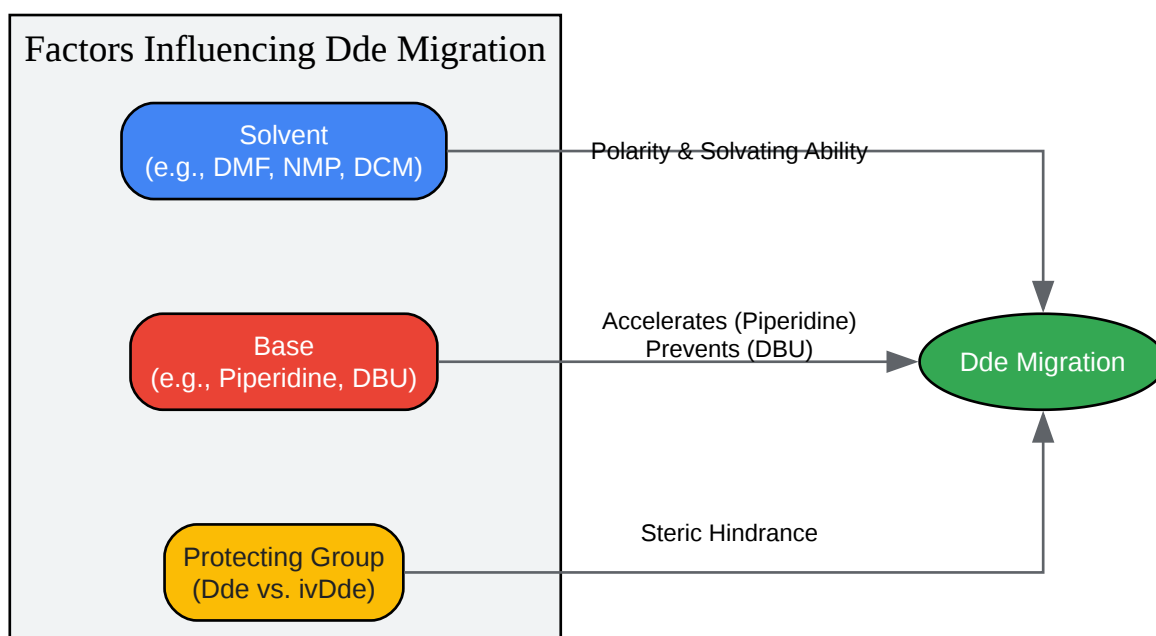 Factors Influencing Dde Migration
Solvent
(e.g., DMF, NMP, DCM)
Polarity & Solvating Ability
Base
(e.g., Piperidine, DBU)
Accelerates (Piperidine)
Prevents (DBU)
Dde Migration
Protecting Group
(Dde vs. ivDde)
Steric Hindrance